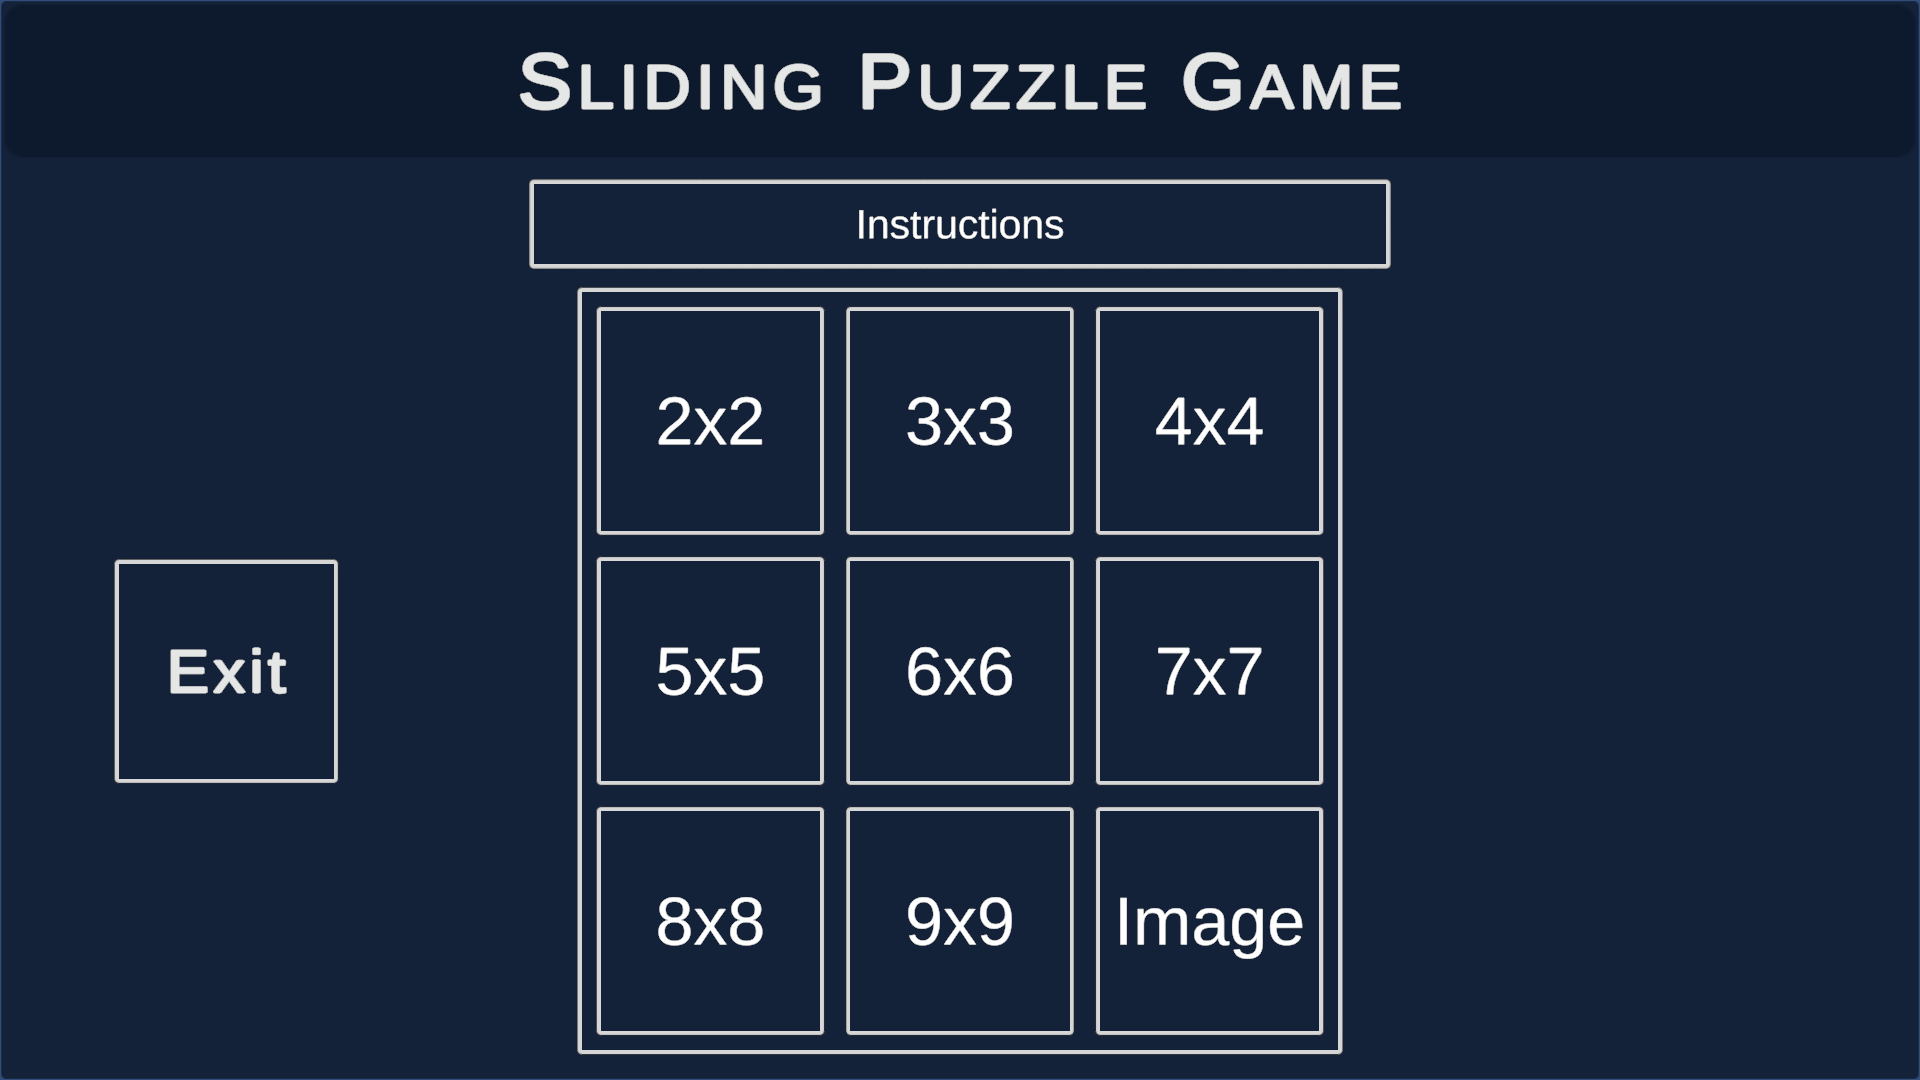 Sliding Puzzle Game
Instructions
2x2 3x3 4x4
5x5 6x6 7x7
Exit
8x8 9x9 Image